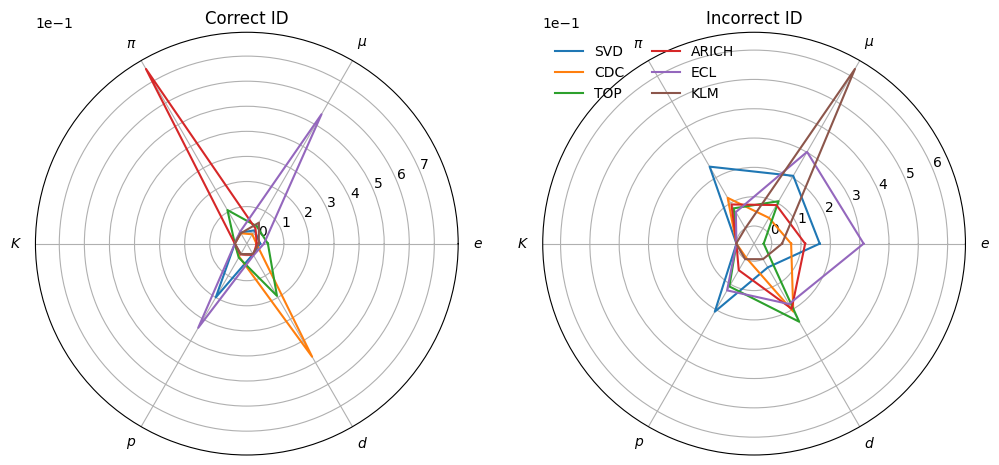 Correct ID
1e−1
π
μ
K
e
p
d
0
1
2
3
4
5
6
7
Incorrect ID
1e−1
π
μ
K
e
p
d
0
1
2
3
4
5
6
SVD
CDC
TOP
ARICH
ECL
KLM